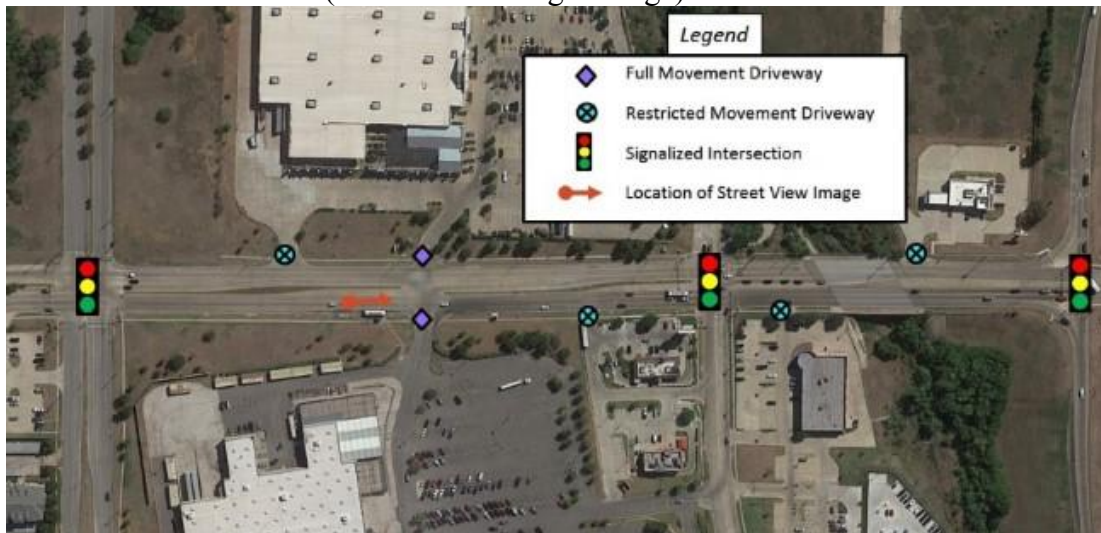 Legend
Full Movement Driveway
Restricted Movement Driveway
Signalized Intersection
Location of Street View Image